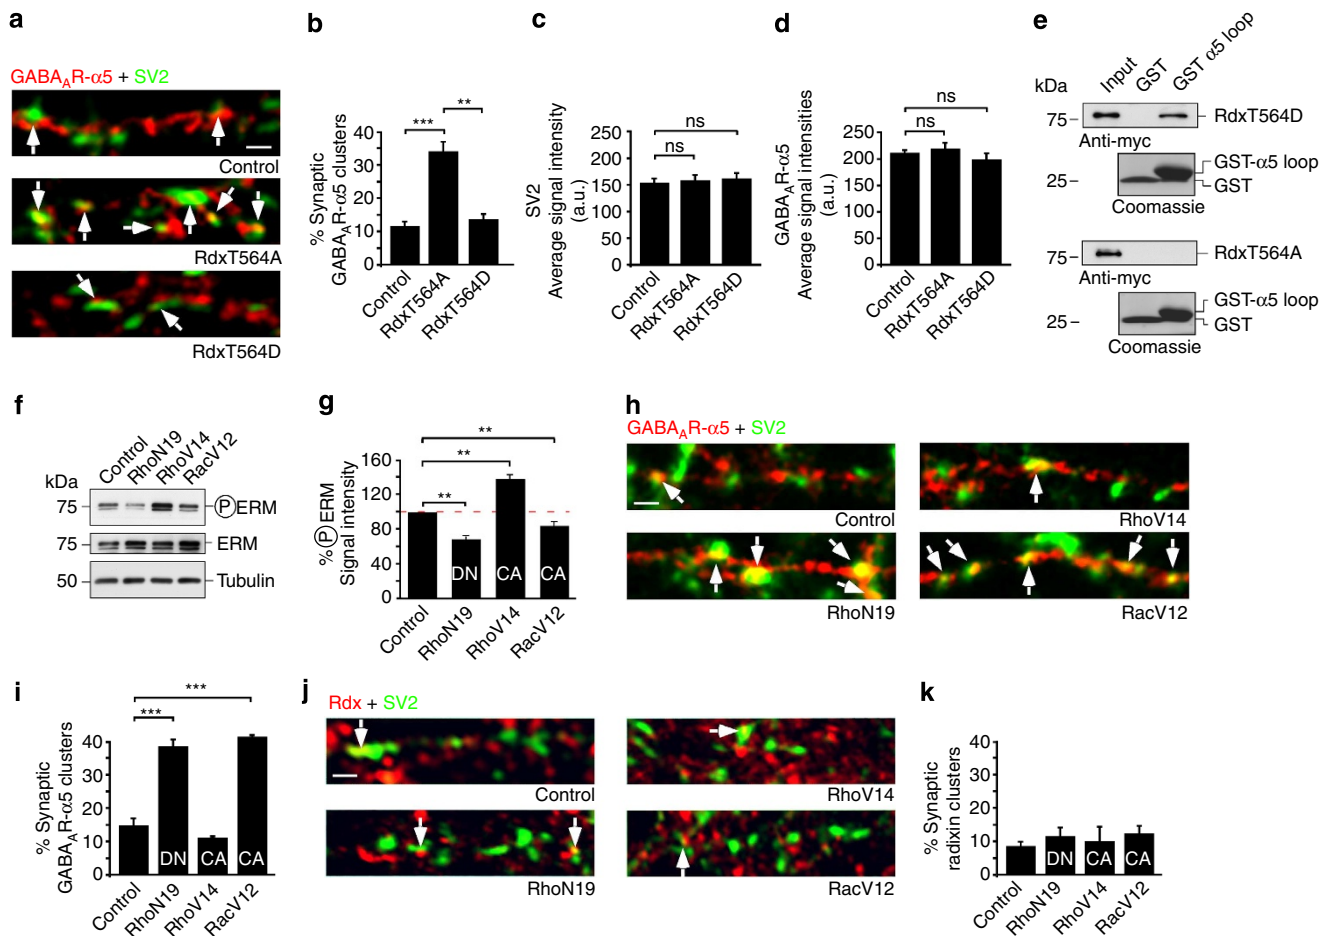 a
GABAAR-α5 + SV2
Control
RdxT564A
RdxT564D
b
% Synaptic
GABAAR-α5 clusters
40
30
20
10
0
***
**
Control
RdxT564A
RdxT564D
c
SV2
Average signal intensity
(a.u.)
250
200
150
100
50
0
ns
ns
Control
RdxT564A
RdxT564D
d
GABAAR-α5
Average signal intensities
(a.u.)
250
200
150
100
50
0
ns
ns
Control
RdxT564A
RdxT564D
e
kDa
Input
GST
GST α5 loop
75
RdxT564D
Anti-myc
25
GST-α5 loop
GST
Coomassie
75
RdxT564A
Anti-myc
25
GST-α5 loop
GST
Coomassie
f
kDa
Control
RhoN19
RhoV14
RacV12
75
P ERM
75
ERM
50
Tubulin
g
% P ERM
Signal intensity
160
120
80
40
0
**
**
**
DN
CA
CA
Control
RhoN19
RhoV14
RacV12
h
GABAAR-α5 + SV2
Control
RhoV14
RhoN19
RacV12
i
% Synaptic
GABAAR-α5 clusters
40
30
20
10
0
***
***
DN
CA
CA
Control
RhoN19
RhoV14
RacV12
j
Rdx + SV2
Control
RhoV14
RhoN19
RacV12
k
% Synaptic
radixin clusters
40
30
20
10
0
DN
CA
CA
Control
RhoN19
RhoV14
RacV12